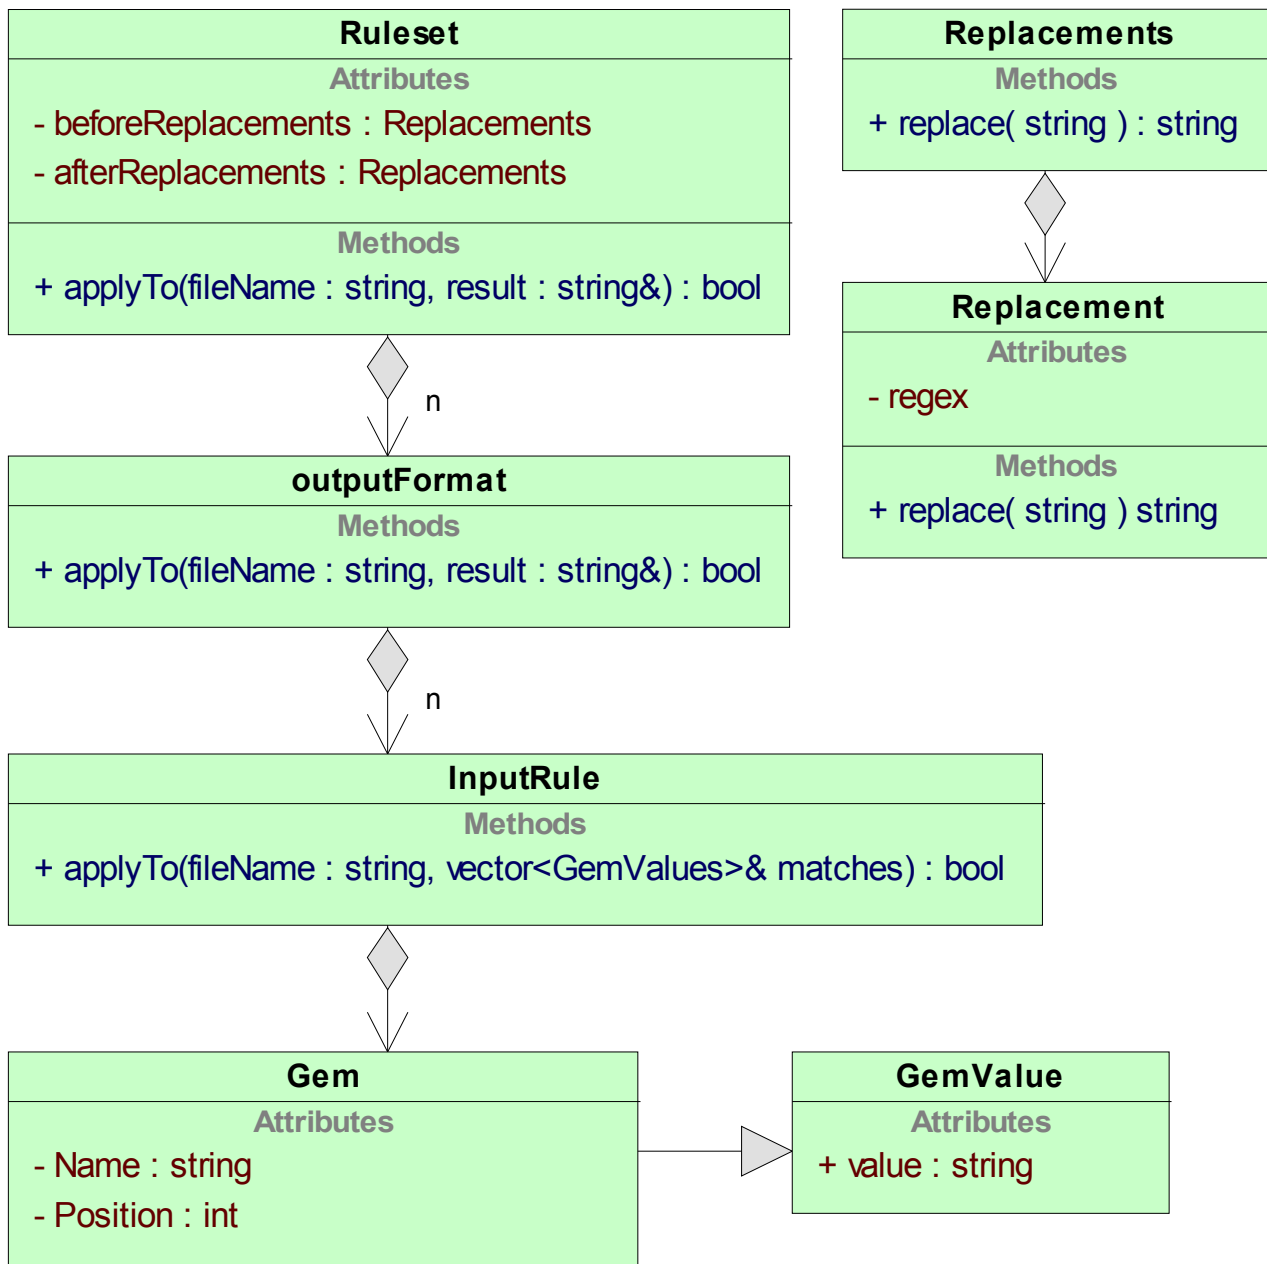 Ruleset
Attributes
- beforeReplacements : Replacements
- afterReplacements : Replacements
Methods
+ applyTo(fileName : string, result : string&) : bool
n
outputFormat
Methods
+ applyTo(fileName : string, result : string&) : bool
n
InputRule
Methods
+ applyTo(fileName : string, vector<GemValues>& matches) : bool
Gem
Attributes
- Name : string
- Position : int
GemValue
Attributes
+ value : string
Replacements
Methods
+ replace( string ) : string
Replacement
Attributes
- regex
Methods
+ replace( string ) string